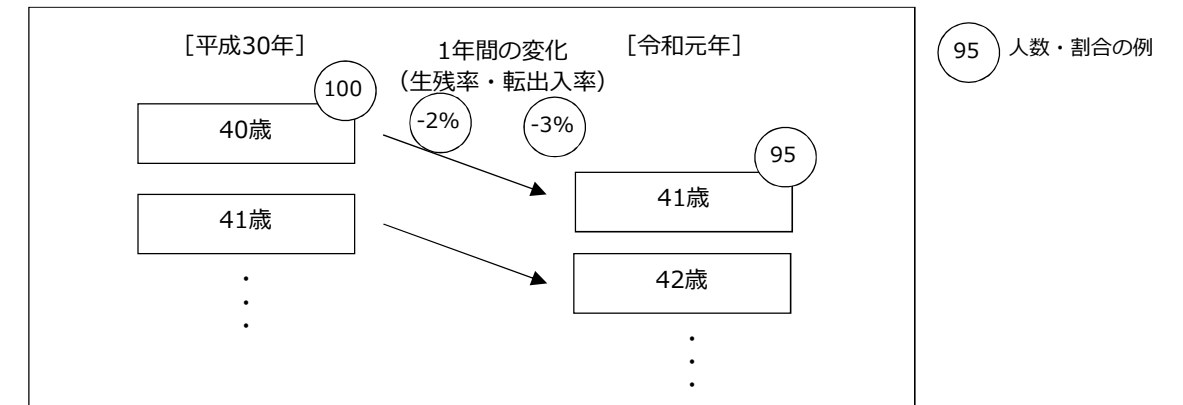 ［平成30年］
1年間の変化
（生残率・転出入率）
［令和元年］
95
人数・割合の例
100
-2%
-3%
40歳
95
41歳
41歳
42歳
・
・
・
・
・
・